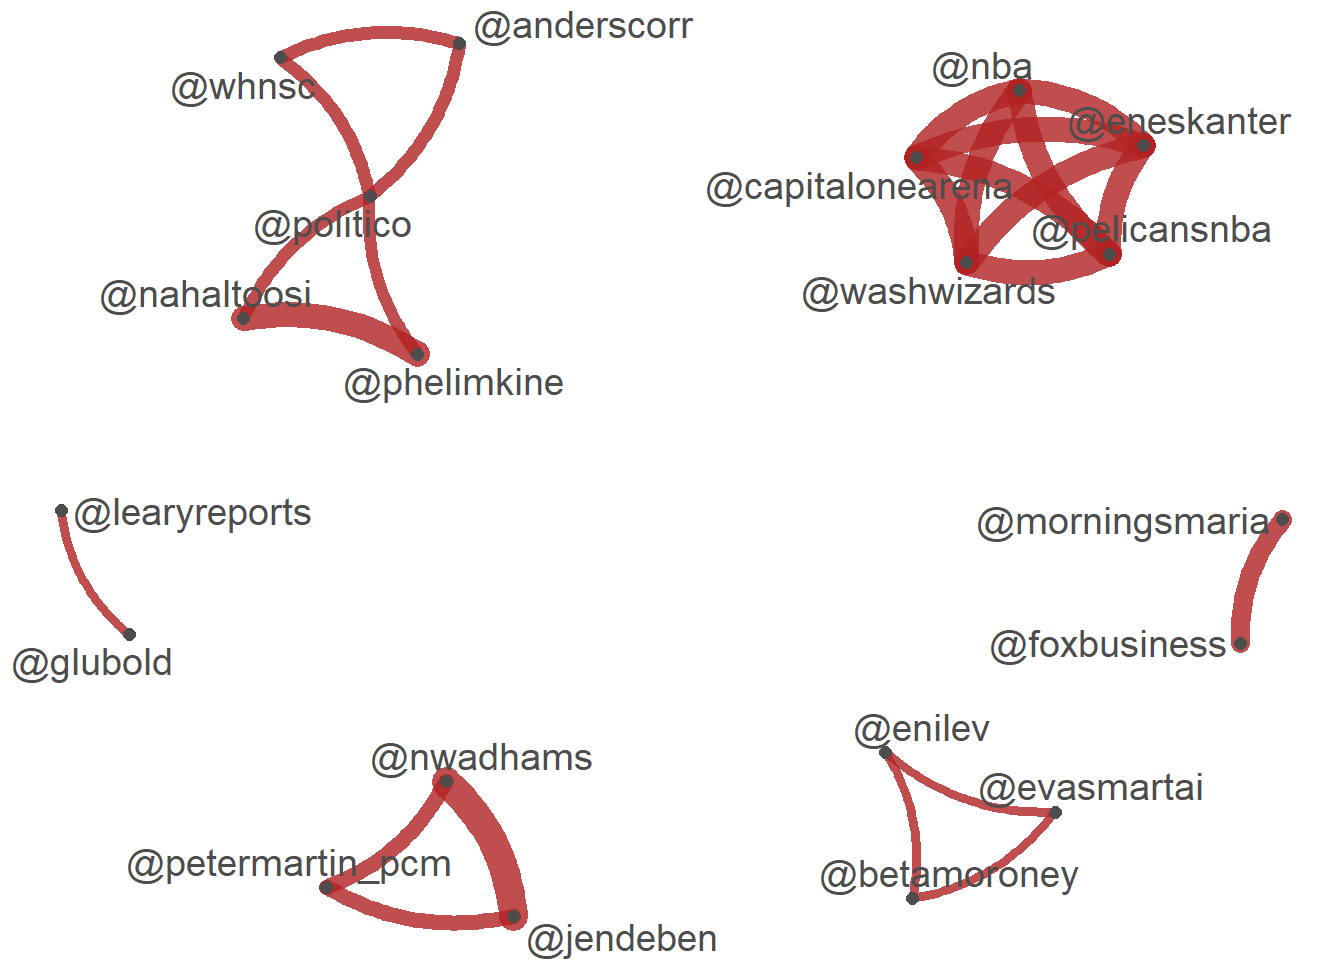 @anderscorr
@whnsc
@nba
@eneskanter
@capitalonearena
@politico
@pelicansnba
@nahaltoosi
@washwizards
@phelimkine
@learyreports
@morningsmaria
@glubold
@foxbusiness
@enilev
@nwadhams
@evasmartai
@petermartin_pcm
@betamoroney
@jendeben